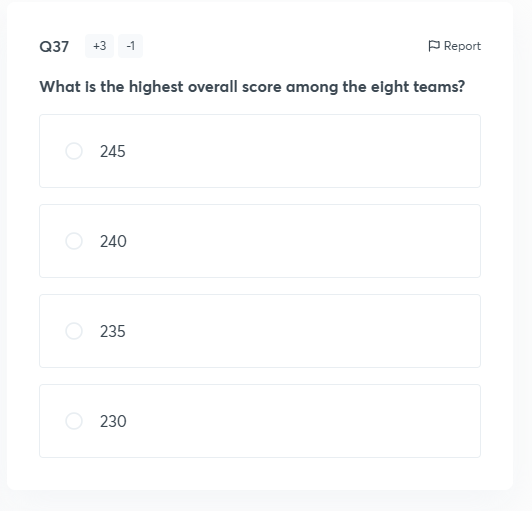 Q37 +3 -1 Report
What is the highest overall score among the eight teams?
245
240
235
230